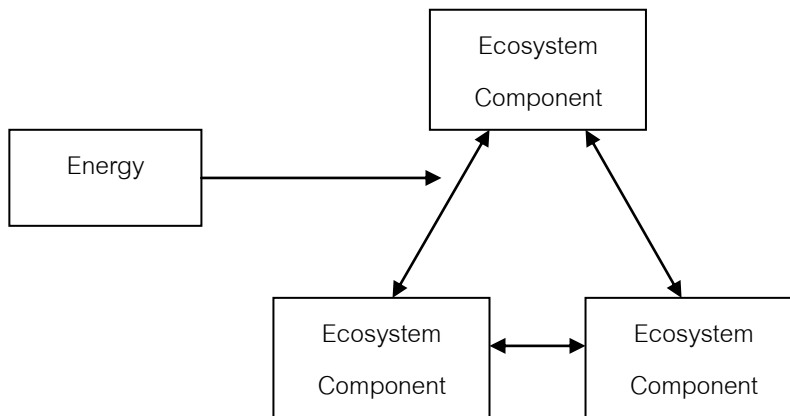 Ecosystem
Component
Energy
Ecosystem
Component
Ecosystem
Component